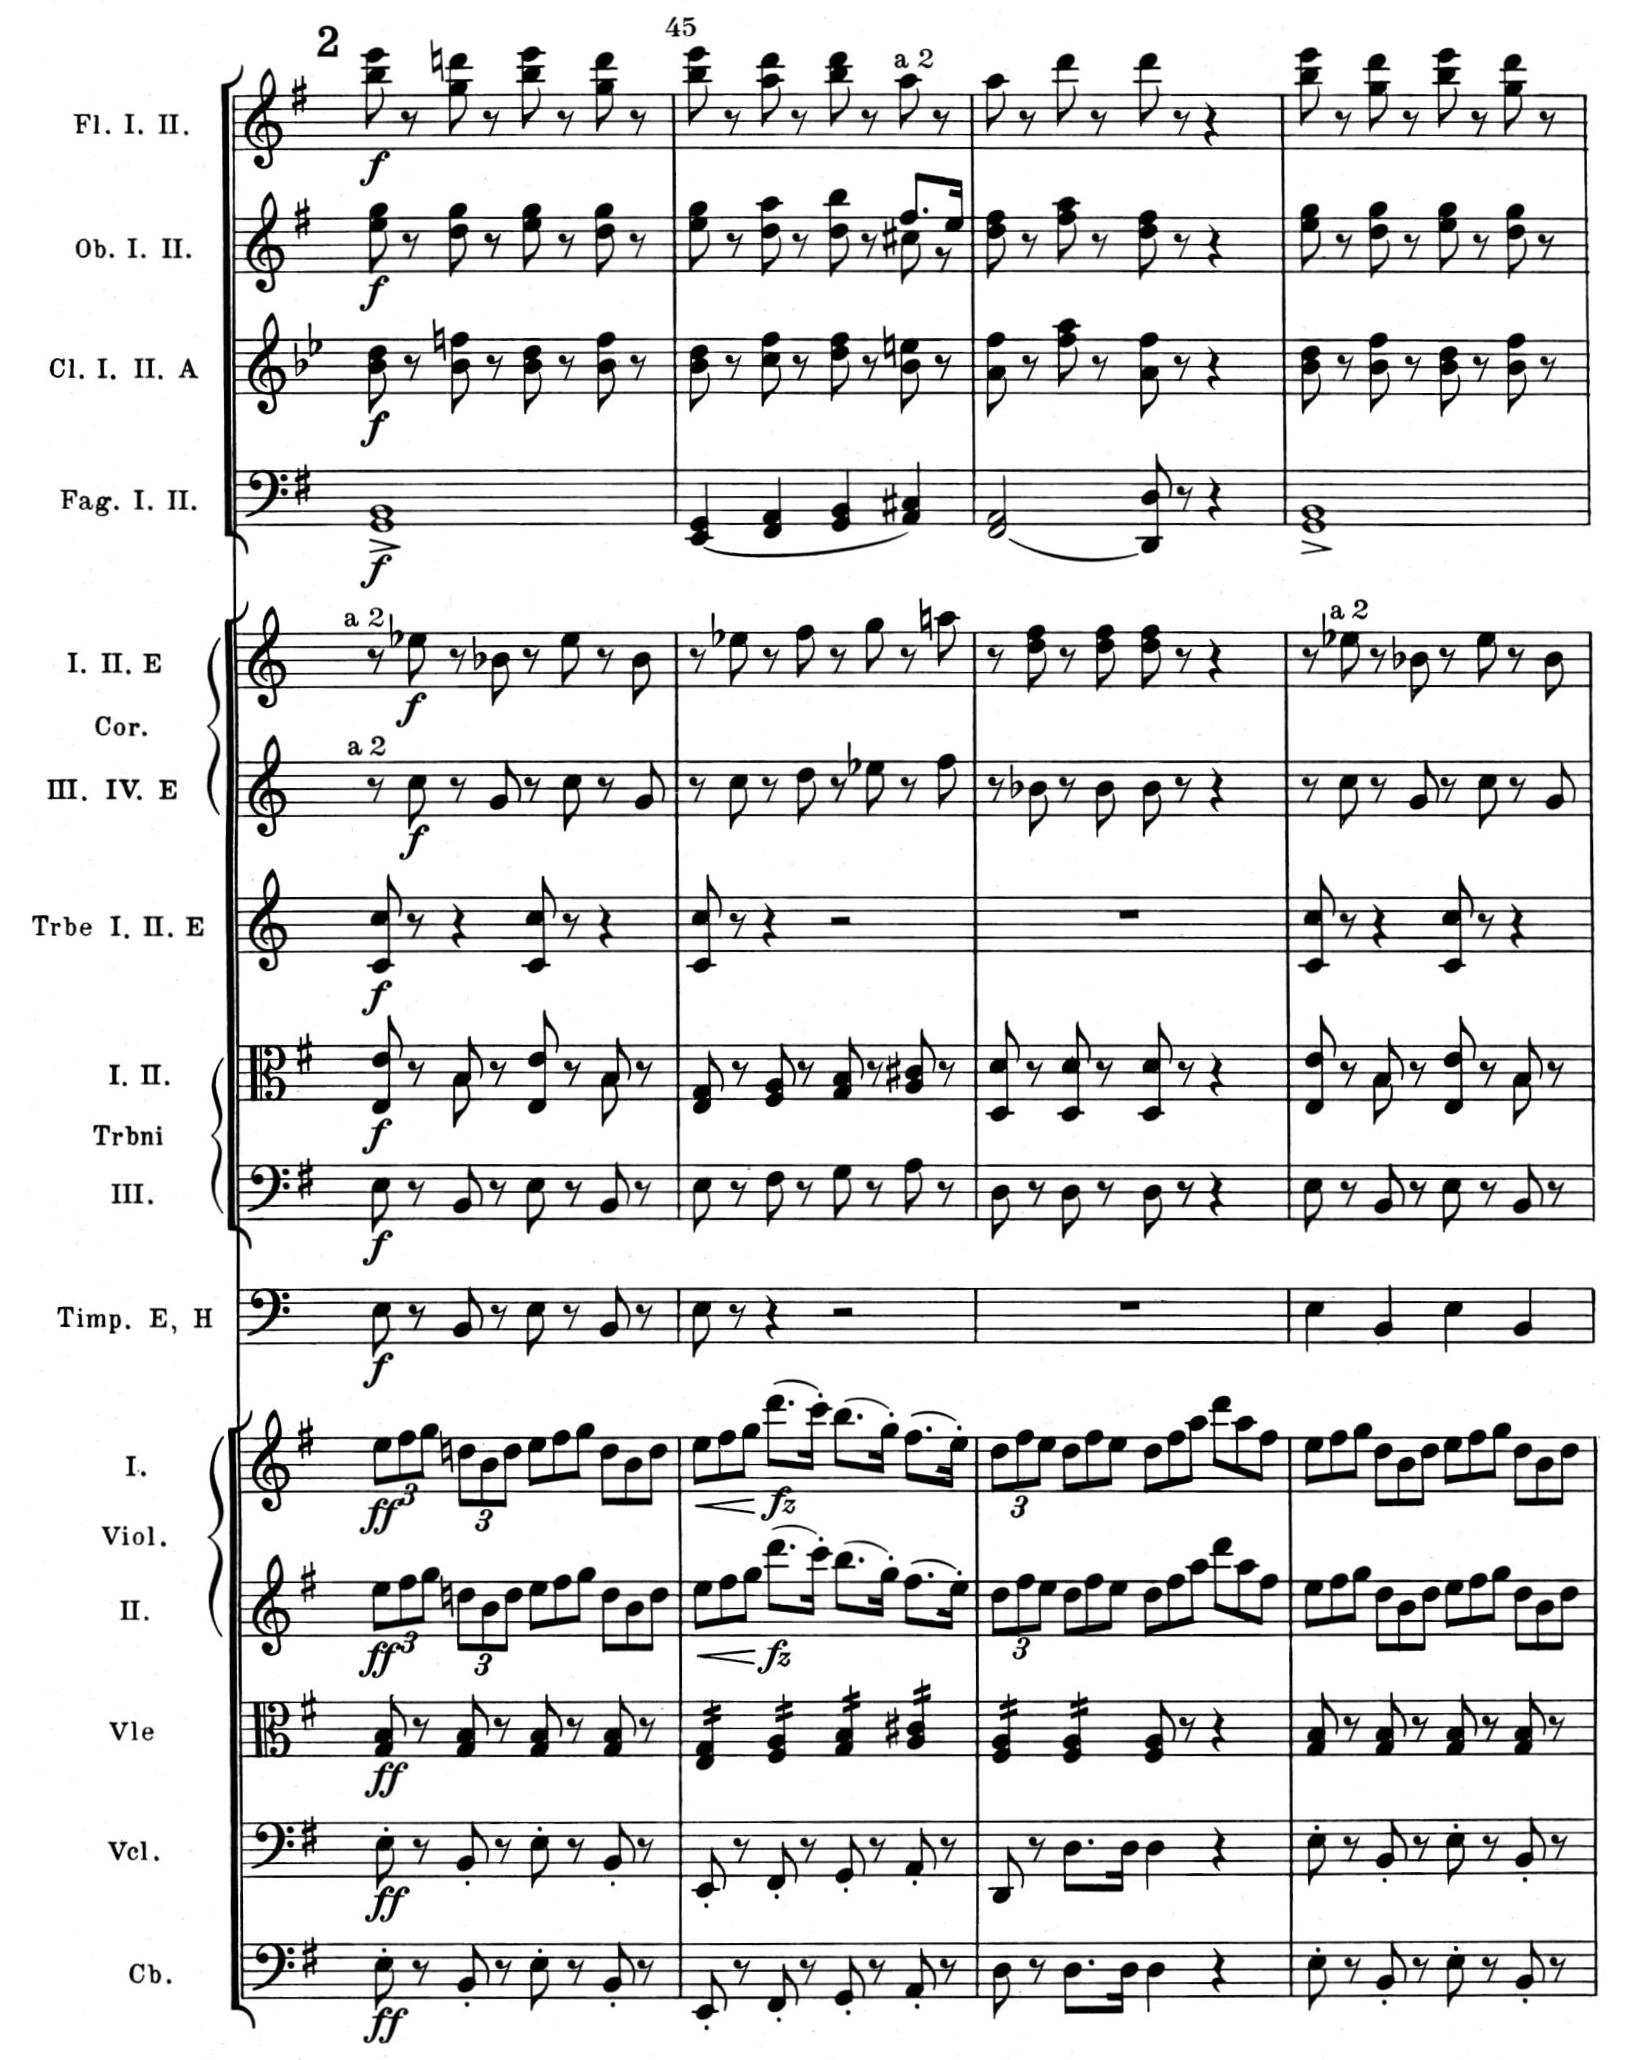 2
45
a 2
Fl. I. II.
f
Ob. I. II.
f
Cl. I. II. A
f
Fag. I. II.
f
a 2
a 2
I. II. E
f
Cor.
a 2
III. IV. E
f
Trbe I. II. E
f
I. II.
f
Trbni
III.
f
Timp. E, H
f
I.
ff 3 3 fz 3
Viol.
II.
ff 3 3 fz 3
Vle
ff
Vcl.
ff
Cb.
ff